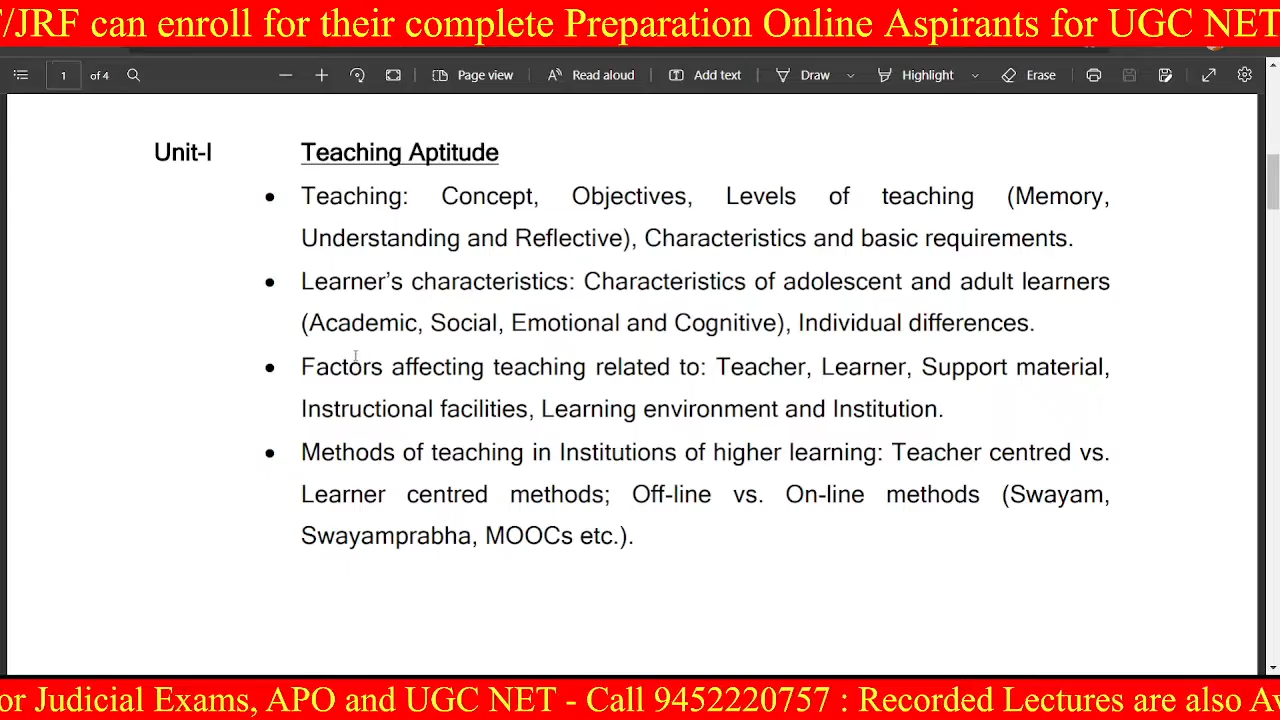 /JRF can enroll for their complete Preparation Online Aspirants for UGC NET
1 of 4 Page view Read aloud Add text Draw Highlight Erase
Unit-I Teaching Aptitude
• Teaching: Concept, Objectives, Levels of teaching (Memory,
Understanding and Reflective), Characteristics and basic requirements.
• Learner's characteristics: Characteristics of adolescent and adult learners
(Academic, Social, Emotional and Cognitive), Individual differences.
• Factors affecting teaching related to: Teacher, Learner, Support material,
Instructional facilities, Learning environment and Institution.
• Methods of teaching in Institutions of higher learning: Teacher centred vs.
Learner centred methods; Off-line vs. On-line methods (Swayam,
Swayamprabha, MOOCs etc.).
or Judicial Exams, APO and UGC NET - Call 9452220757 : Recorded Lectures are also